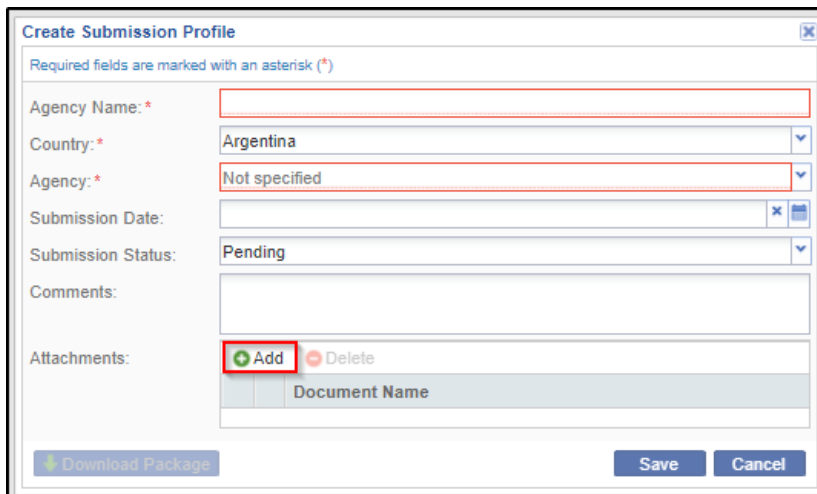 Create Submission Profile
Required fields are marked with an asterisk (*)
Agency Name: *
Country: * Argentina
Agency: * Not specified
Submission Date:
Submission Status: Pending
Comments:
Attachments: Add Delete
Document Name
Download Package Save Cancel